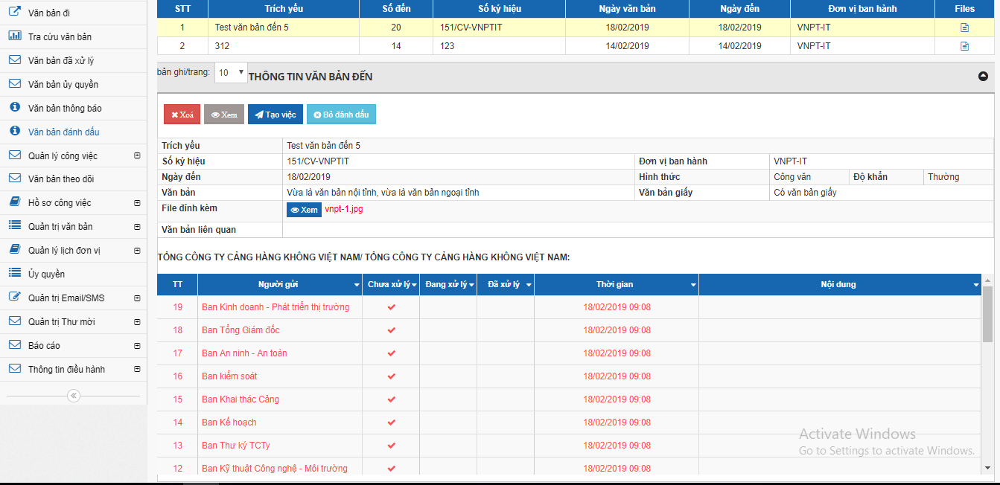 Văn bản đi
Tra cứu văn bản
Văn bản đã xử lý
Văn bản ủy quyền
Văn bản thông báo
Văn bản đánh dấu
Quản lý công việc
Văn bản theo dõi
Hồ sơ công việc
Quản trị văn bản
Quản lý lịch đơn vị
Ủy quyền
Quản trị Email/SMS
Quản trị Thư mời
Báo cáo
Thông tin điều hành
STT Trích yếu Số đến Số ký hiệu Ngày văn bản Ngày đến Đơn vị ban hành Files
1 Test văn bản đến 5 20 151/CV-VNPTIT 18/02/2019 18/02/2019 VNPT-IT
2 312 14 123 14/02/2019 14/02/2019 VNPT-IT
bản ghi/trang: 10 THÔNG TIN VĂN BẢN ĐẾN
Xoá Xem Tạo việc Bỏ đánh dấu
Trích yếu Test văn bản đến 5
Số ký hiệu 151/CV-VNPTIT Đơn vị ban hành VNPT-IT
Ngày đến 18/02/2019 Hình thức Công văn Độ khẩn Thường
Văn bản Vừa là văn bản nội tỉnh, vừa là văn bản ngoại tỉnh Văn bản giấy Có văn bản giấy
File đính kèm Xem vnpt-1.jpg
Văn bản liên quan
TỔNG CÔNG TY CẢNG HÀNG KHÔNG VIỆT NAM/ TỔNG CÔNG TY CẢNG HÀNG KHÔNG VIỆT NAM:
TT Người gửi Chưa xử lý Đang xử lý Đã xử lý Thời gian Nội dung
19 Ban Kinh doanh - Phát triển thị trường 18/02/2019 09:08
18 Ban Tổng Giám đốc 18/02/2019 09:08
17 Ban An ninh - An toàn 18/02/2019 09:08
16 Ban kiểm soát 18/02/2019 09:08
15 Ban Khai thác Cảng 18/02/2019 09:08
14 Ban Kế hoạch 18/02/2019 09:08
13 Ban Thư ký TCTy 18/02/2019 09:08
12 Ban Kỹ thuật Công nghệ - Môi trường 18/02/2019 09:08
Activate Windows
Go to Settings to activate Windows.